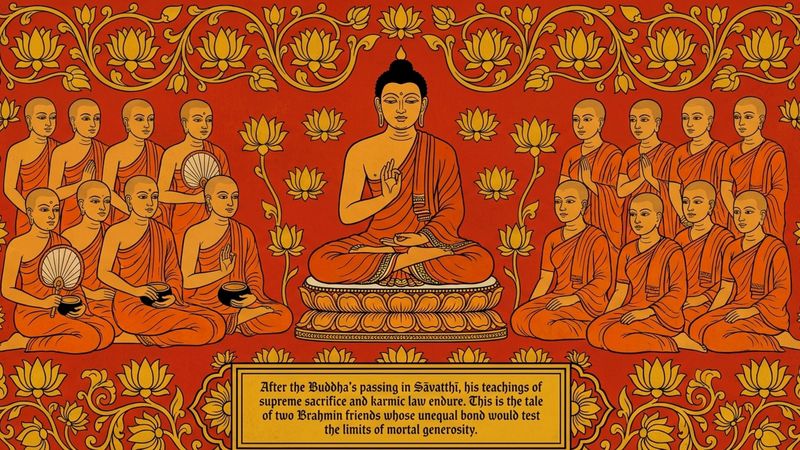 After the Buddha's passing in Sāvatthī, his teachings of
supreme sacrifice and karmic law endure. This is the tale
of two Brahmin friends whose unequal bond would test
the limits of mortal generosity.